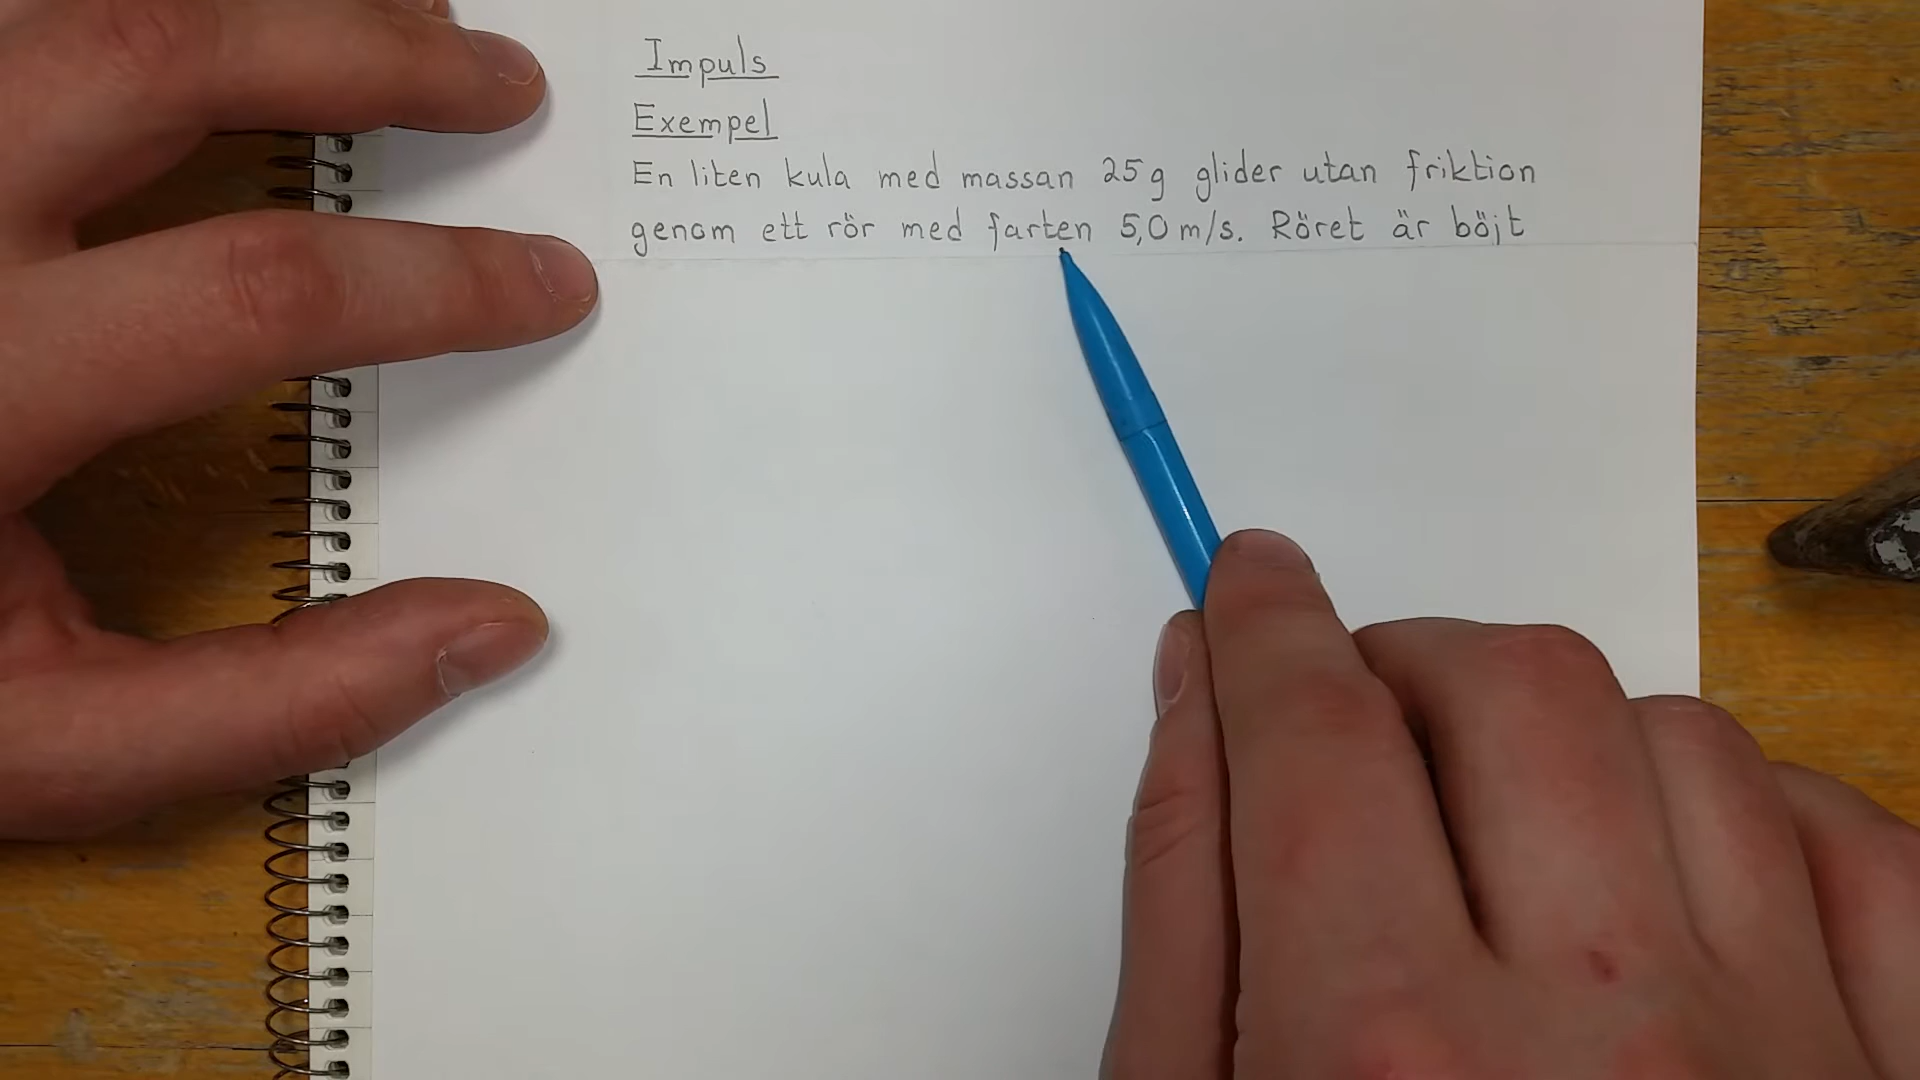 Impuls
Exempel
En liten kula med massan 25g glider utan friktion
genom ett rör med farten 5,0 m/s. Röret är böjt